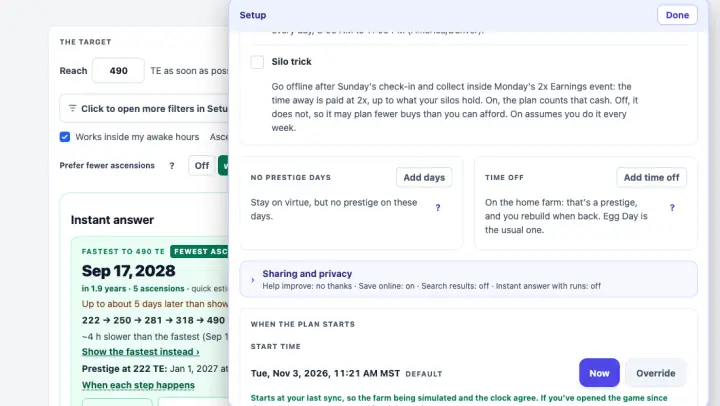 THE TARGET
Reach 490 TE as soon as pos
Click to open more filters in Setu
Works inside my awake hours Asce
Prefer fewer ascensions ? Off
Instant answer
FASTEST TO 490 TE FEWEST ASC
Sep 17, 2028
in 1.9 years · 5 ascensions · quick esti
Up to about 5 days later than show
222 → 250 → 281 → 318 → 490
~4 h slower than the fastest (Sep 1
Show the fastest instead ›
Prestige at 222 TE: Jan 1, 2027 at
When each step happens
Setup
Done
Silo trick
Go offline after Sunday's check-in and collect inside Monday's 2x Earnings event: the
time away is paid at 2x, up to what your silos hold. On, the plan counts that cash. Off, it
does not, so it may plan fewer buys than you can afford. On assumes you do it every
week.
NO PRESTIGE DAYS
Add days
Stay on virtue, but no prestige on these
days.
?
TIME OFF
Add time off
On the home farm: that's a prestige,
and you rebuild when back. Egg Day is
the usual one.
?
› Sharing and privacy
Help improve: no thanks · Save online: on · Search results: off · Instant answer with runs: off
WHEN THE PLAN STARTS
START TIME
Tue, Nov 3, 2026, 11:21 AM MST DEFAULT
Now
Override
Starts at your last sync, so the farm being simulated and the clock agree. If you've opened the game since